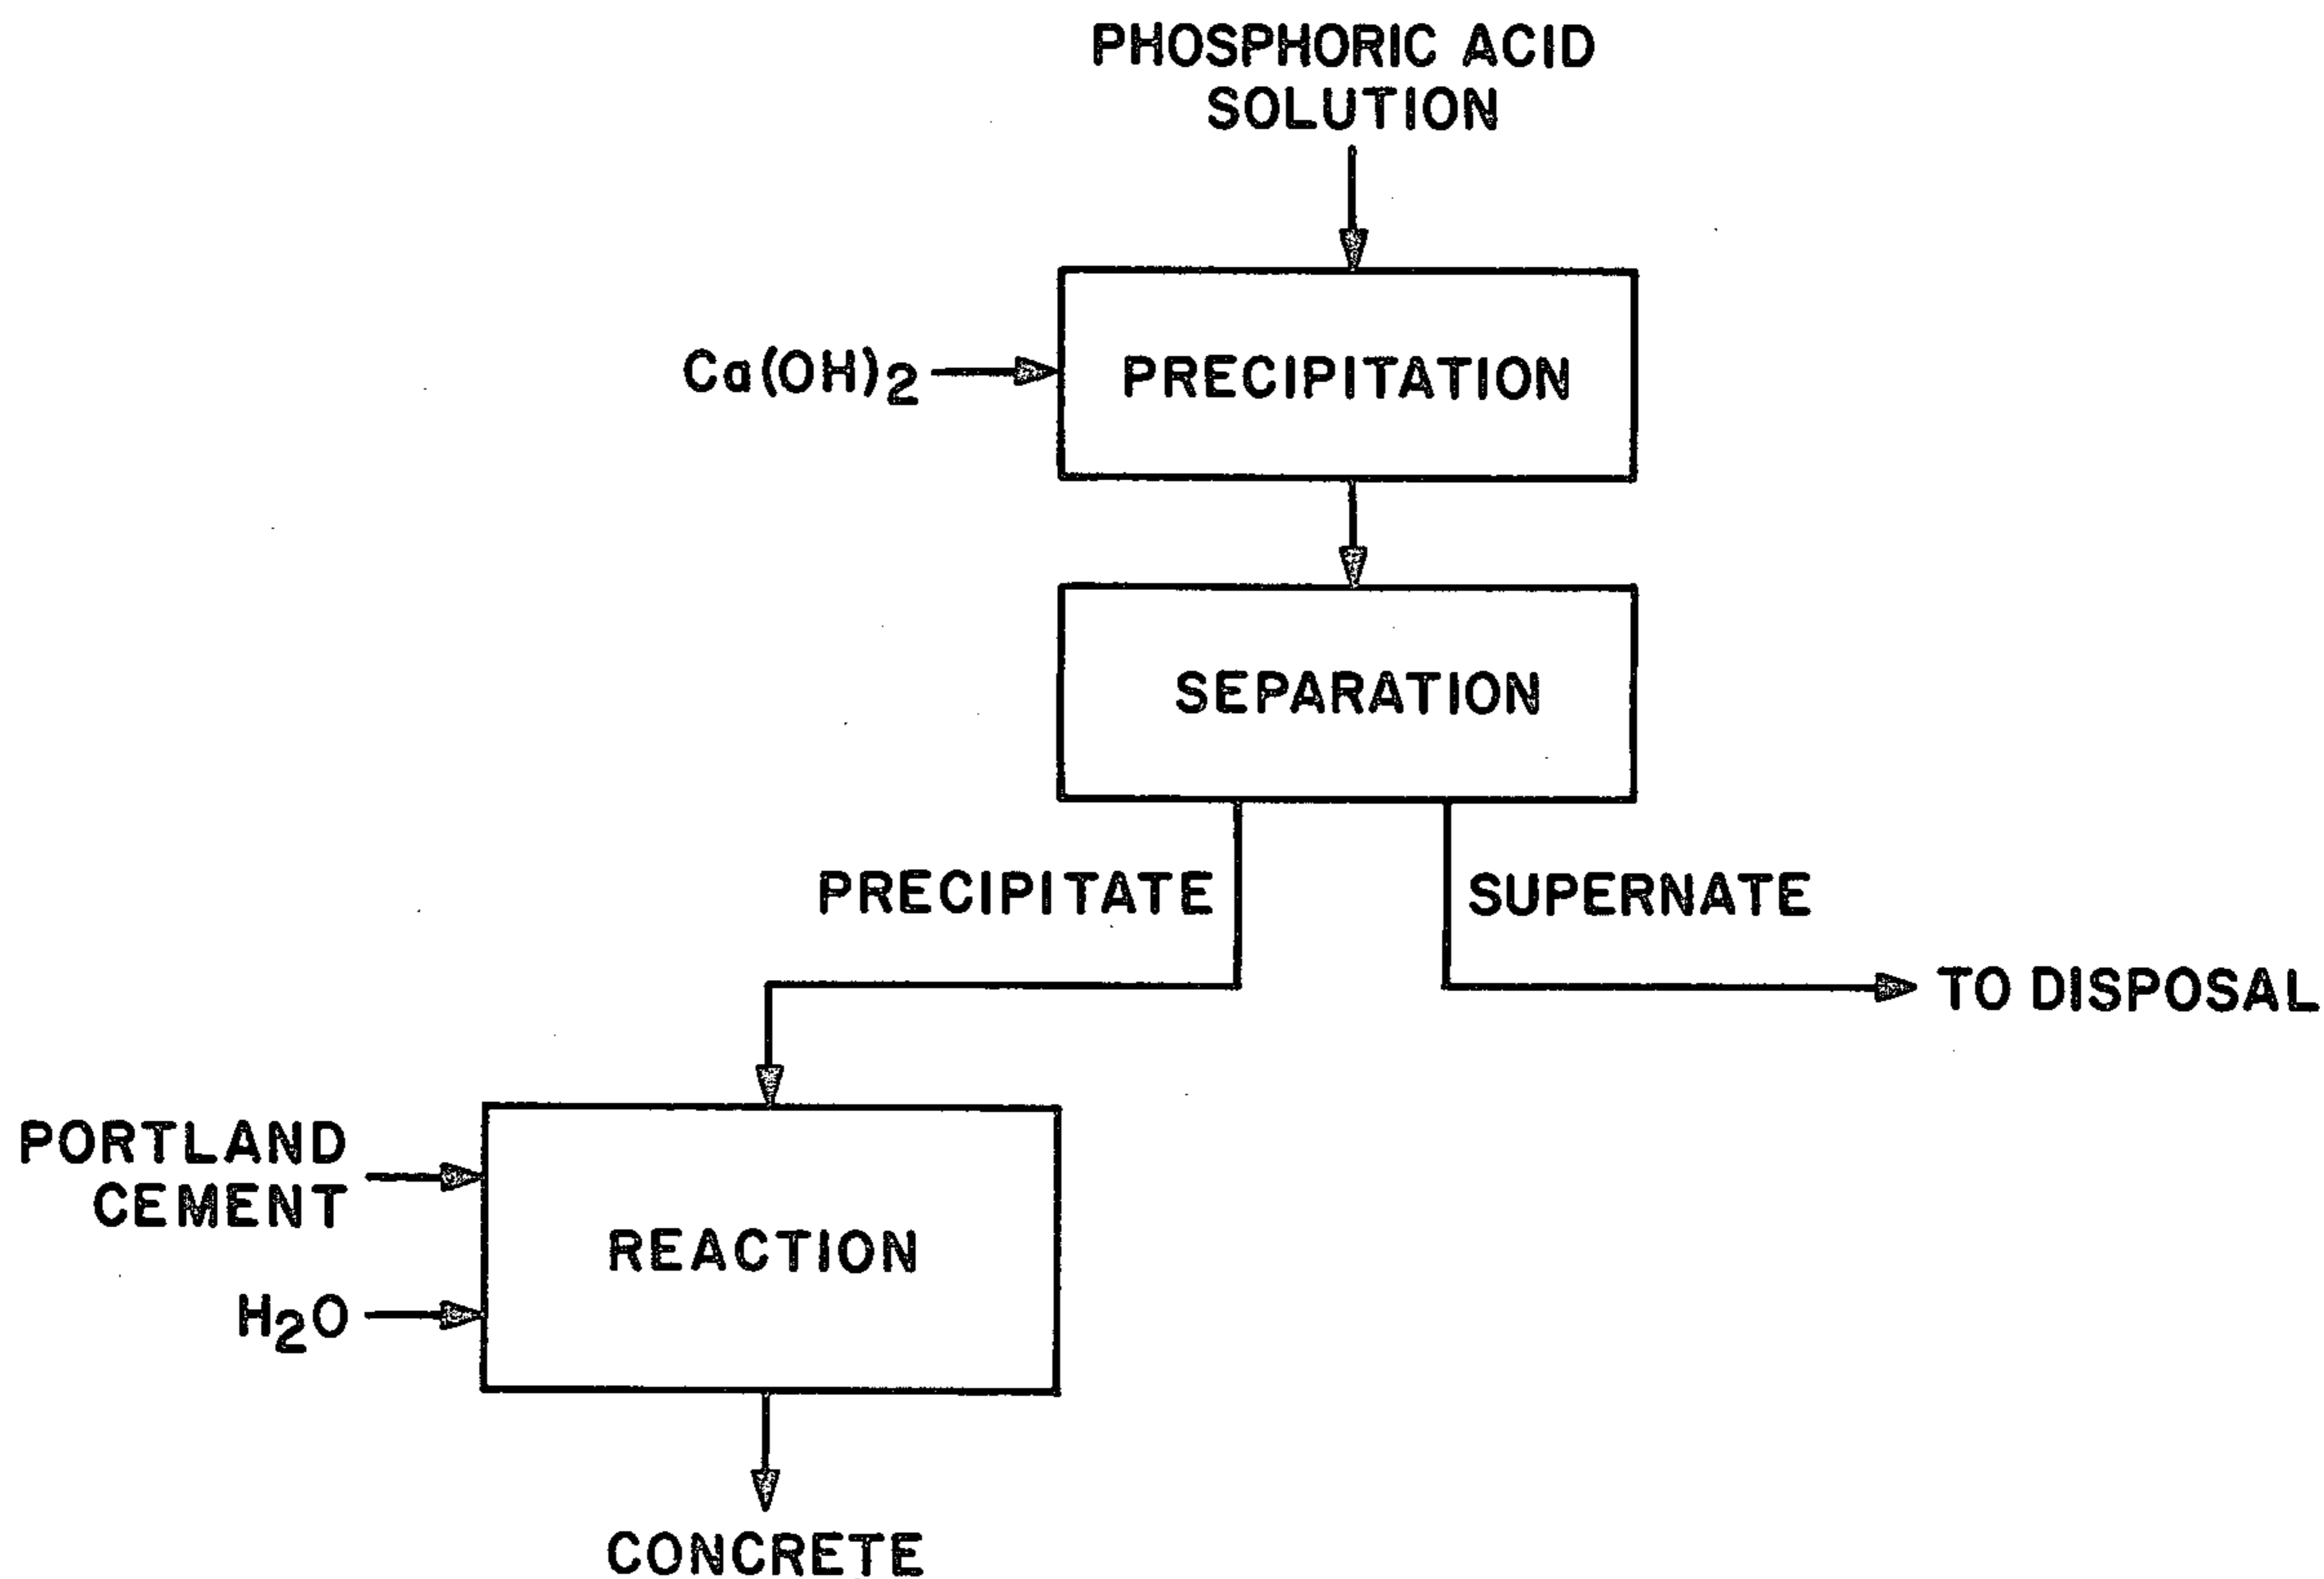 PHOSPHORIC ACID
SOLUTION
Ca(OH)2
PRECIPITATION
SEPARATION
PRECIPITATE
SUPERNATE
TO DISPOSAL
PORTLAND
CEMENT
REACTION
H2O
CONCRETE